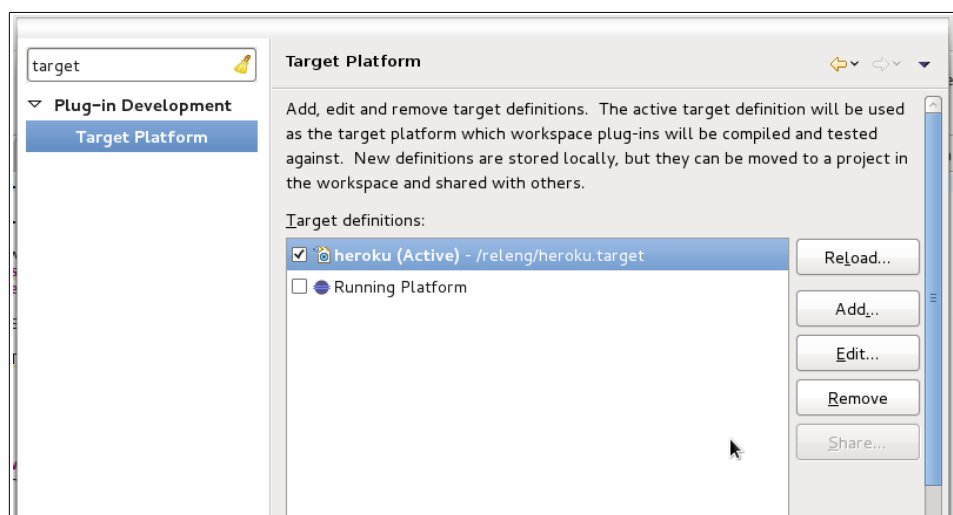 target
Target Platform
Plug-in Development
Target Platform
Add, edit and remove target definitions. The active target definition will be used
as the target platform which workspace plug-ins will be compiled and tested
against. New definitions are stored locally, but they can be moved to a project in
the workspace and shared with others.
Target definitions:
heroku (Active) - /releng/heroku.target
Running Platform
Reload...
Add...
Edit...
Remove
Share...